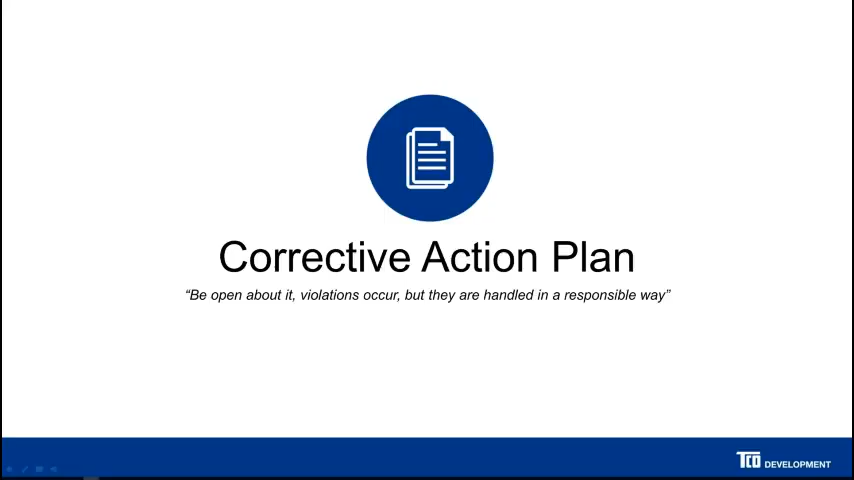 Corrective Action Plan
“Be open about it, violations occur, but they are handled in a responsible way”
TCO DEVELOPMENT